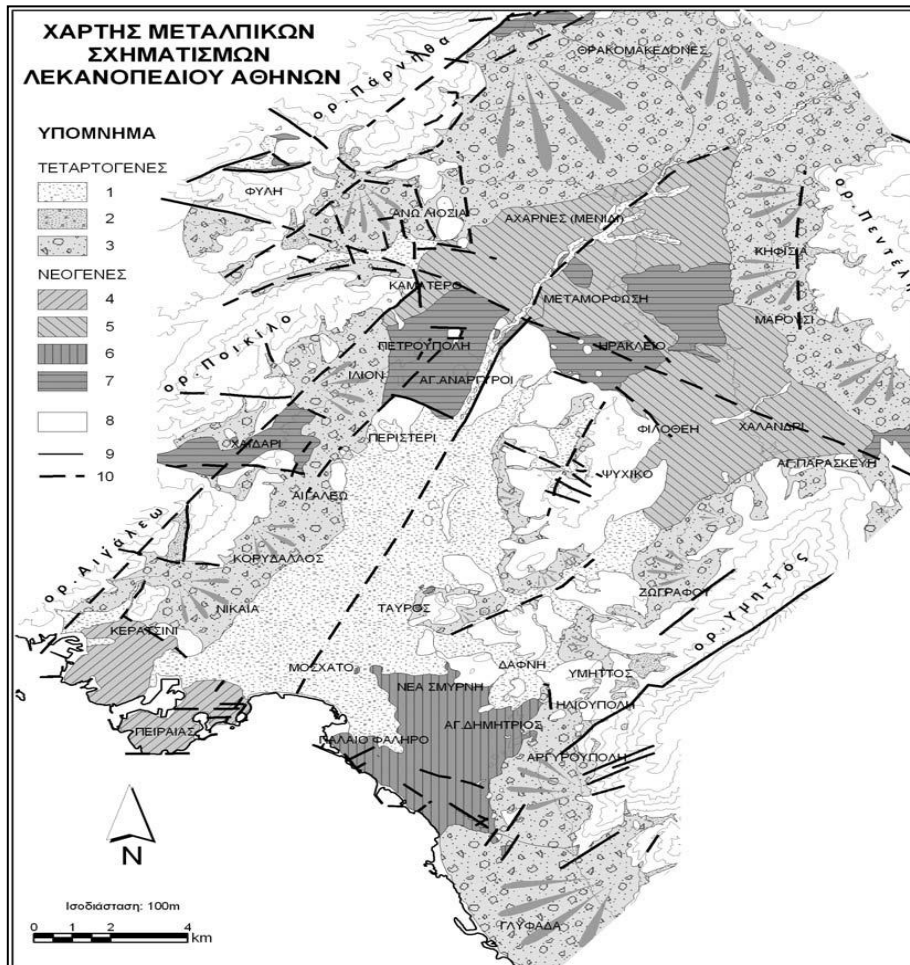 ΧΑΡΤΗΣ ΜΕΤΑΛΠΙΚΩΝ
ΣΧΗΜΑΤΙΣΜΩΝ
ΛΕΚΑΝΟΠΕΔΙΟΥ ΑΘΗΝΩΝ
ΥΠΟΜΝΗΜΑ
ΤΕΤΑΡΤΟΓΕΝΕΣ
1
2
3
ΝΕΟΓΕΝΕΣ
4
5
6
7
8
9
10
ορ. Πάρνηθα
ΘΡΑΚΟΜΑΚΕΔΟΝΕΣ
ΦΥΛΗ
ΑΝΩ ΛΙΟΣΙΑ
ΑΧΑΡΝΕΣ (ΜΕΝΙΔΙ)
ορ. Πεντέλη
ΚΗΦΙΣΙΑ
ΚΑΜΑΤΕΡΟ
ΜΕΤΑΜΟΡΦΩΣΗ
ΜΑΡΟΥΣΙ
ορ. Ποικίλο
ΠΕΤΡΟΥΠΟΛΗ
ΗΡΑΚΛΕΙΟ
ΙΛΙΟΝ
ΑΓ.ΑΝΑΡΓΥΡΟΙ
ΧΑΪΔΑΡΙ
ΠΕΡΙΣΤΕΡΙ
ΦΙΛΟΘΕΗ
ΧΑΛΑΝΔΡΙ
ΑΓ.ΠΑΡΑΣΚΕΥΗ
ΨΥΧΙΚΟ
ΑΙΓΑΛΕΩ
ορ. Αιγάλεω
ΚΟΡΥΔΑΛΛΟΣ
ΖΩΓΡΑΦΟΥ
ΝΙΚΑΙΑ
ΤΑΥΡΟΣ
ορ. Υμηττός
ΚΕΡΑΤΣΙΝΙ
ΜΟΣΧΑΤΟ
ΔΑΦΝΗ
ΥΜΗΤΤΟΣ
ΝΕΑ ΣΜΥΡΝΗ
ΗΛΙΟΥΠΟΛΗ
ΑΓ.ΔΗΜΗΤΡΙΟΣ
ΠΕΙΡΑΙΑΣ
ΠΑΛΑΙΟ ΦΑΛΗΡΟ
ΑΡΓΥΡΟΥΠΟΛΗ
ΓΛΥΦΑΔΑ
N
Ισοδιάσταση: 100m
0 1 2 4
km